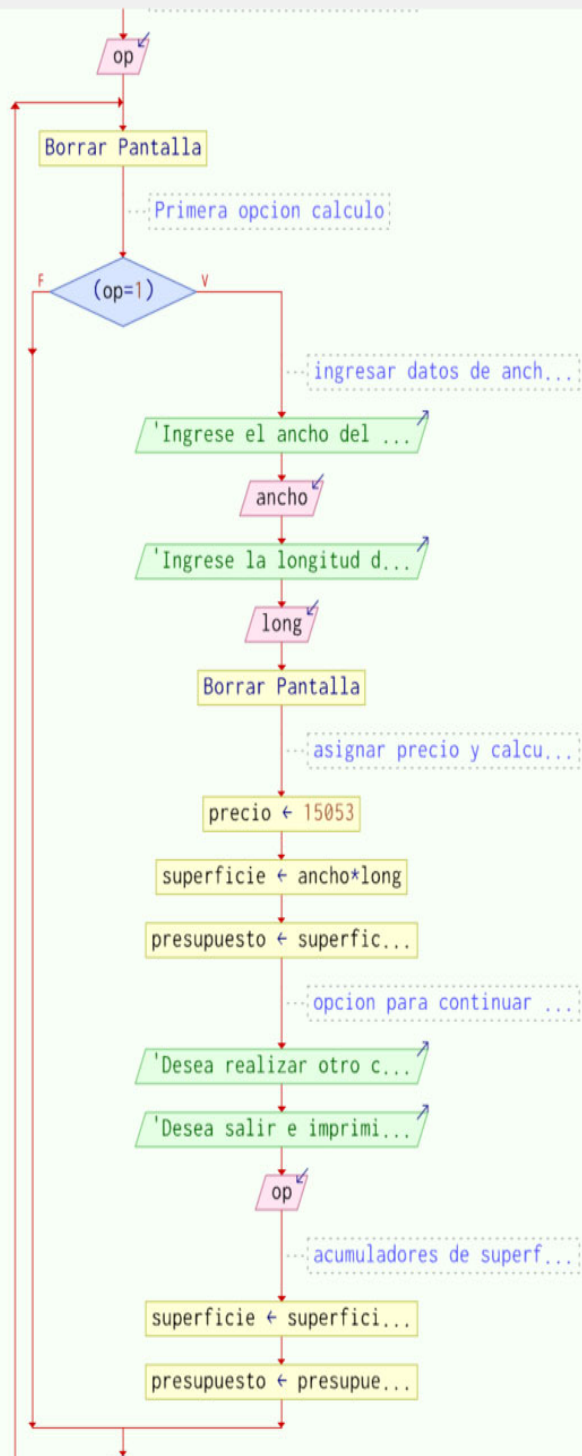 op
Borrar Pantalla
Primera opcion calculo
F
(op=1)
V
ingresar datos de anch...
'Ingrese el ancho del ...
ancho
'Ingrese la longitud d...
long
Borrar Pantalla
asignar precio y calcu...
precio ← 15053
superficie ← ancho*long
presupuesto ← superfic...
opcion para continuar ...
'Desea realizar otro c...
'Desea salir e imprimi...
op
acumuladores de superf...
superficie ← superfici...
presupuesto ← presupue...